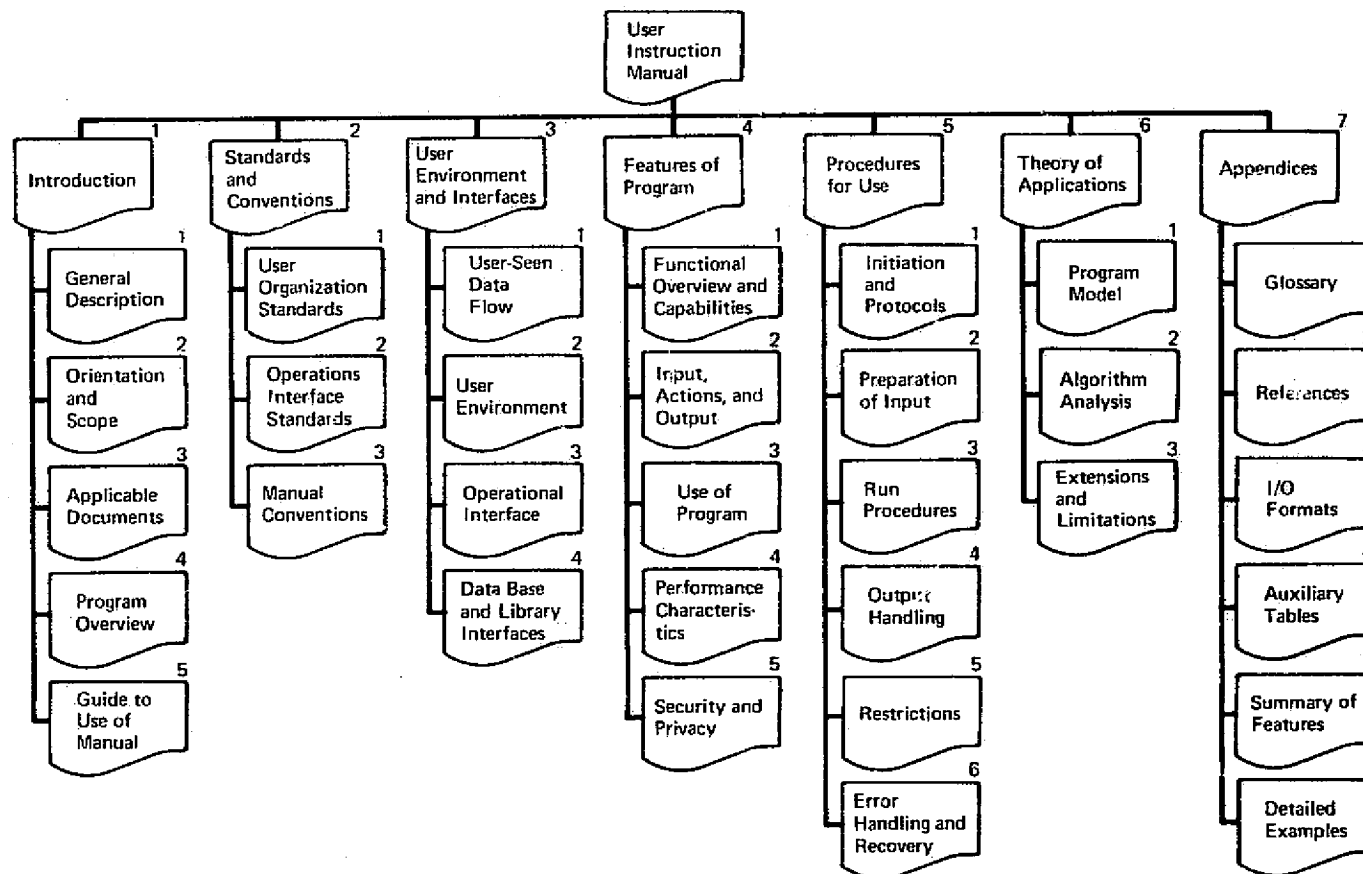 User
Instruction
Manual
1
Introduction
1
General
Description
2
Orientation
and
Scope
3
Applicable
Documents
4
Program
Overview
5
Guide to
Use of
Manual
2
Standards
and
Conventions
1
User
Organization
Standards
2
Operations
Interface
Standards
3
Manual
Conventions
3
User
Environment
and Interfaces
1
User-Seen
Data
Flow
2
User
Environment
3
Operational
Interface
4
Data Base
and Library
Interfaces
4
Features of
Program
1
Functional
Overview and
Capabilities
2
Input,
Actions, and
Output
3
Use of
Program
4
Performance
Characteris-
tics
5
Security and
Privacy
5
Procedures
for Use
1
Initiation
and
Protocols
2
Preparation
of Input
3
Run
Procedures
4
Output
Handling
5
Restrictions
6
Error
Handling and
Recovery
6
Theory of
Applications
1
Program
Model
2
Algorithm
Analysis
3
Extensions
and
Limitations
7
Appendices
Glossary
References
I/O
Formats
Auxiliary
Tables
Summary of
Features
Detailed
Examples